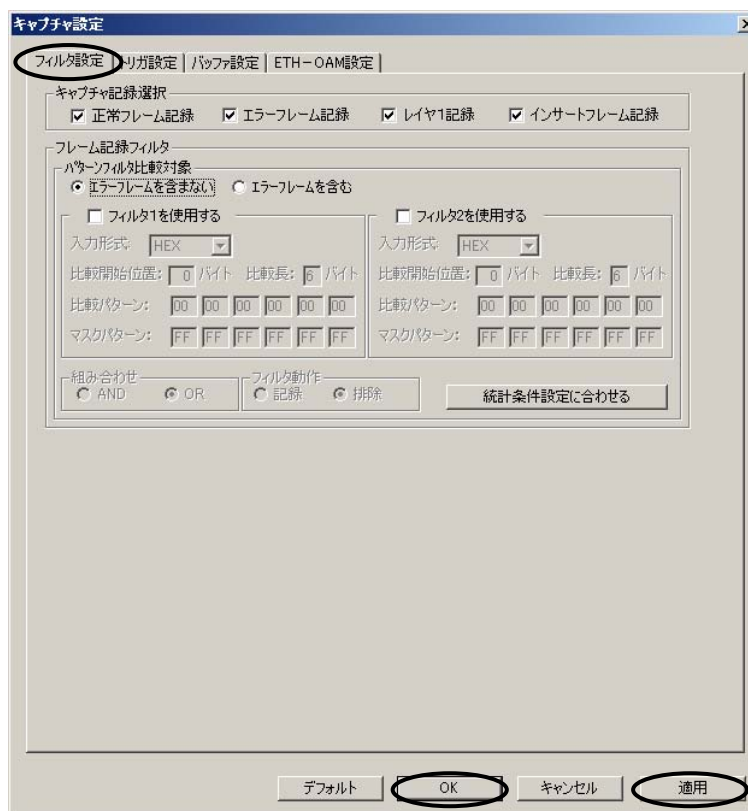 キャプチャ設定
フィルタ設定 トリガ設定 バッファ設定 ETH-OAM設定
キャプチャ記録選択
正常フレーム記録 エラーフレーム記録 レイヤ1記録 インサートフレーム記録
フレーム記録フィルタ
パターンフィルタ比較対象
エラーフレームを含まない エラーフレームを含む
フィルタ1を使用する フィルタ2を使用する
入力形式: HEX 入力形式: HEX
比較開始位置: 0 バイト 比較長: 6 バイト 比較開始位置: 0 バイト 比較長: 6 バイト
比較パターン: 00 00 00 00 00 00 比較パターン: 00 00 00 00 00 00
マスクパターン: FF FF FF FF FF FF マスクパターン: FF FF FF FF FF FF
組み合わせ フィルタ動作
AND OR 記録 排除 統計条件設定に合わせる
デフォルト OK キャンセル 適用